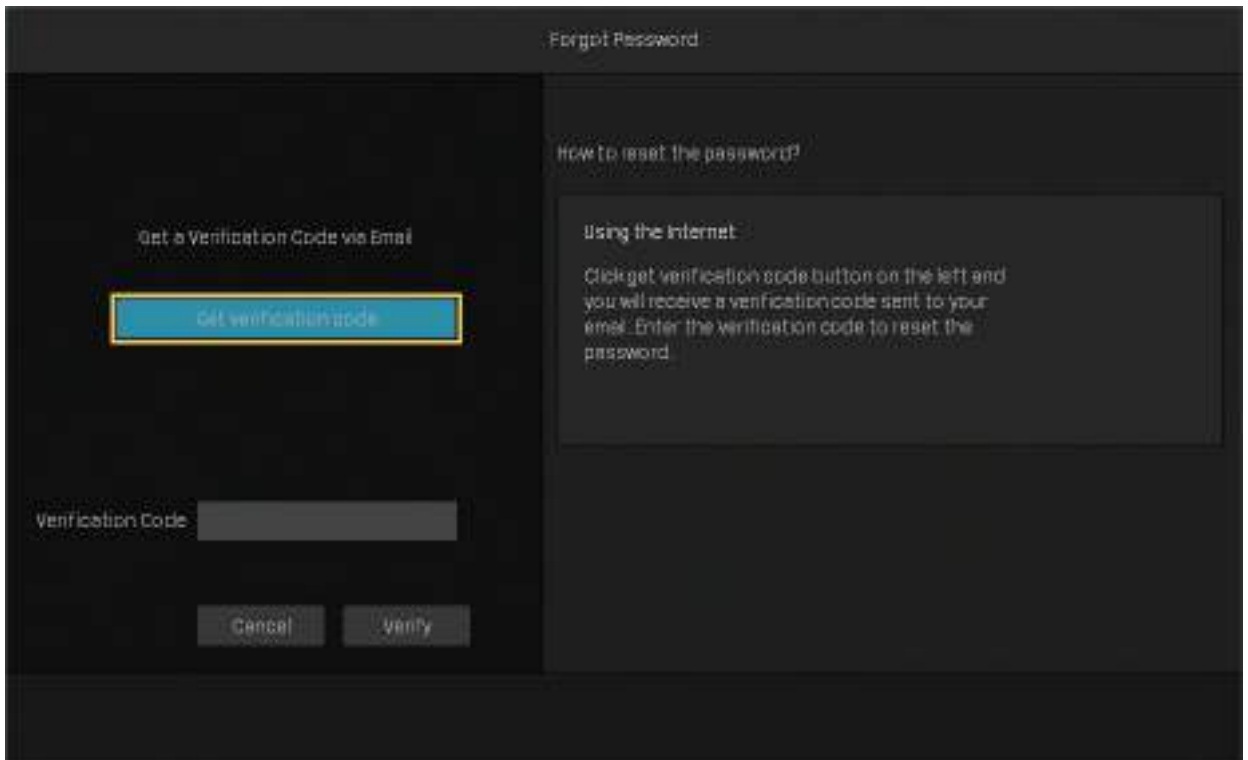 Forgot Password
How to reset the password?
Get a Verification Code via Email
Get verification code
Using the Internet
Click get verification code button on the left and
you will receive a verification code sent to your
email. Enter the verification code to reset the
password.
Verification Code
Cancel
Verify